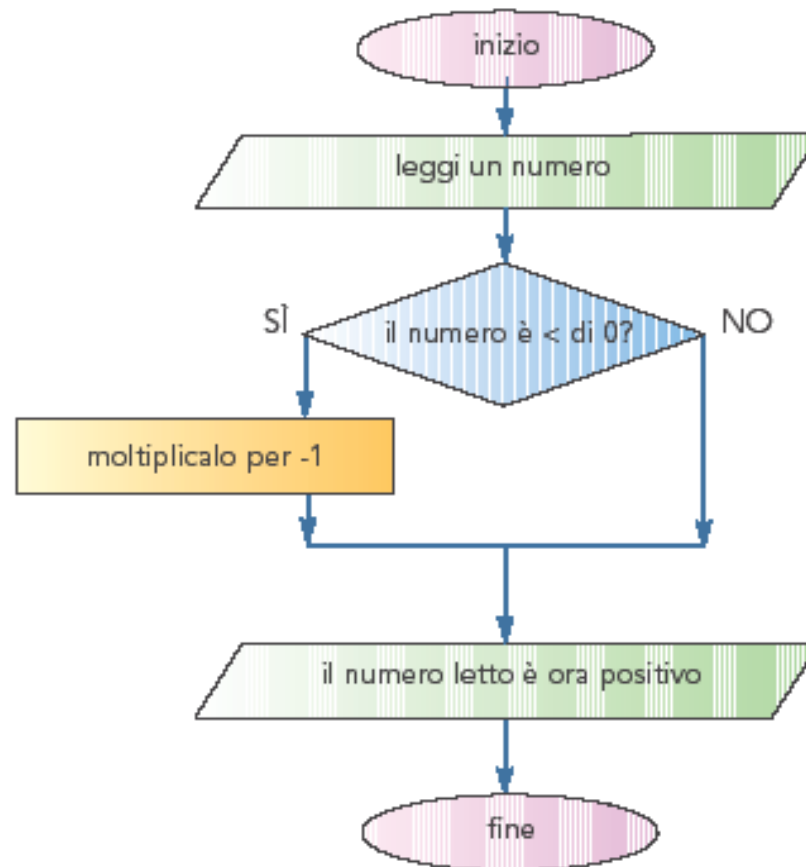 inizio
leggi un numero
SÌ
il numero è < di 0?
NO
moltiplicalo per -1
il numero letto è ora positivo
fine